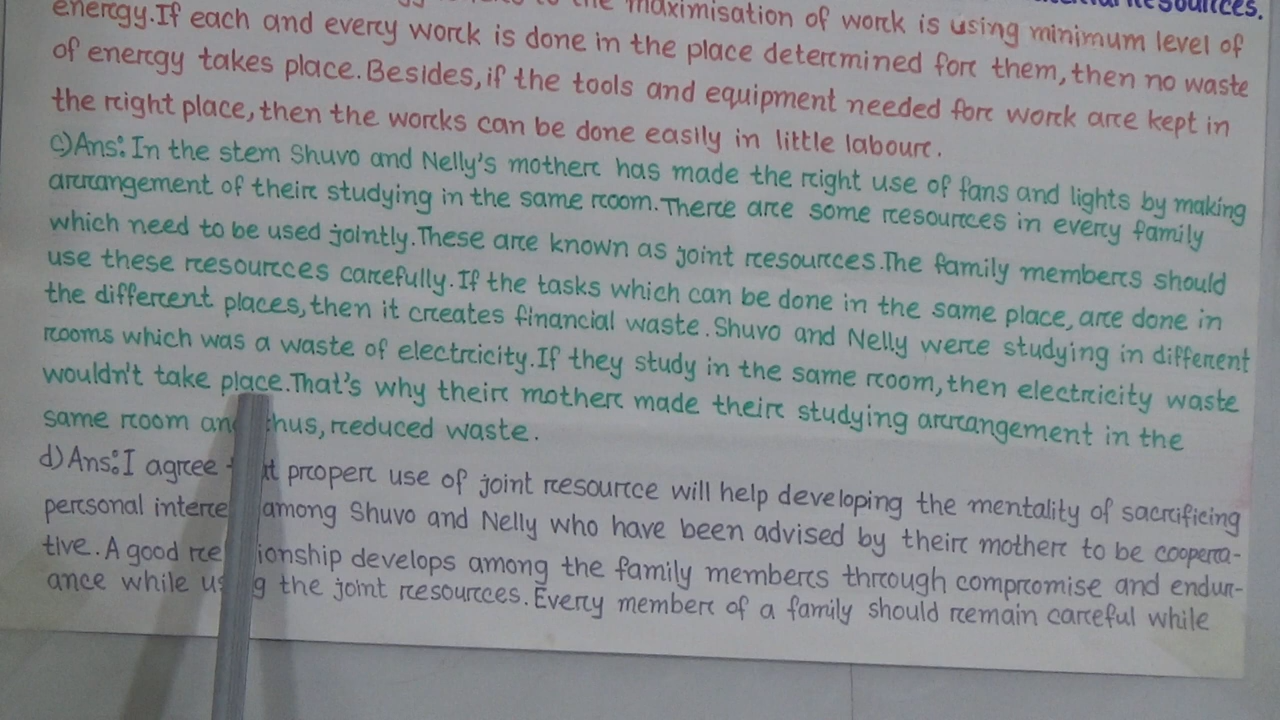 maximisation of work is using minimum level of
energy.If each and every work is done in the place determined for them, then no waste
of energy takes place.Besides, if the tools and equipment needed for work are kept in
the right place, then the works can be done easily in little labour.
c)Ans: In the stem Shuvo and Nelly's mother has made the right use of fans and lights by making
arrangement of their studying in the same room.There are some resources in every family
which need to be used jointly.These are known as joint resources.The family members should
use these resources carefully.If the tasks which can be done in the same place, are done in
the different places, then it creates financial waste.Shuvo and Nelly were studying in different
rooms which was a waste of electricity.If they study in the same room, then electricity waste
wouldn't take place.That's why their mother made their studying arrangement in the
same room and thus, reduced waste.
d)Ans: I agree that proper use of joint resource will help developing the mentality of sacrificing
personal among Shuvo and Nelly who have been advised by their mother to be coopera-
tive. A good relationship develops among the family members through compromise and endur-
ance while using the joint resources.Every member of a family should remain careful while